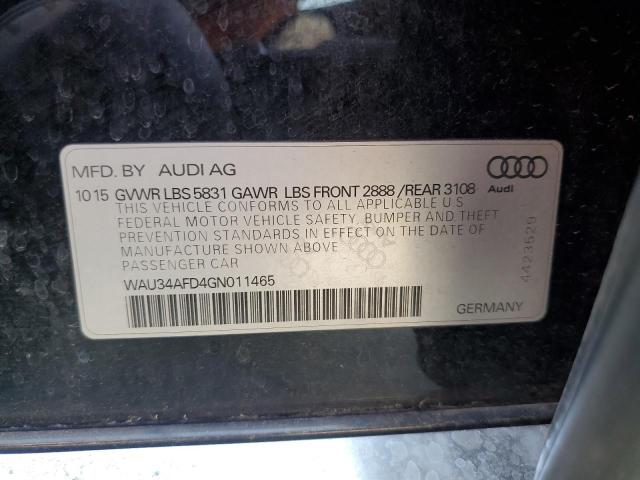 MFD. BY AUDI AG
10 15 GVWR LBS 5831 GAWR LBS FRONT 2888 /REAR 3108
Audi
THIS VEHICLE CONFORMS TO ALL APPLICABLE U.S
FEDERAL MOTOR VEHICLE SAFETY, BUMPER AND THEFT
PREVENTION STANDARDS IN EFFECT ON THE DATE OF
MANUFACTURE SHOWN ABOVE
PASSENGER CAR
WAU34AFD4GN011465
GERMANY
4423529